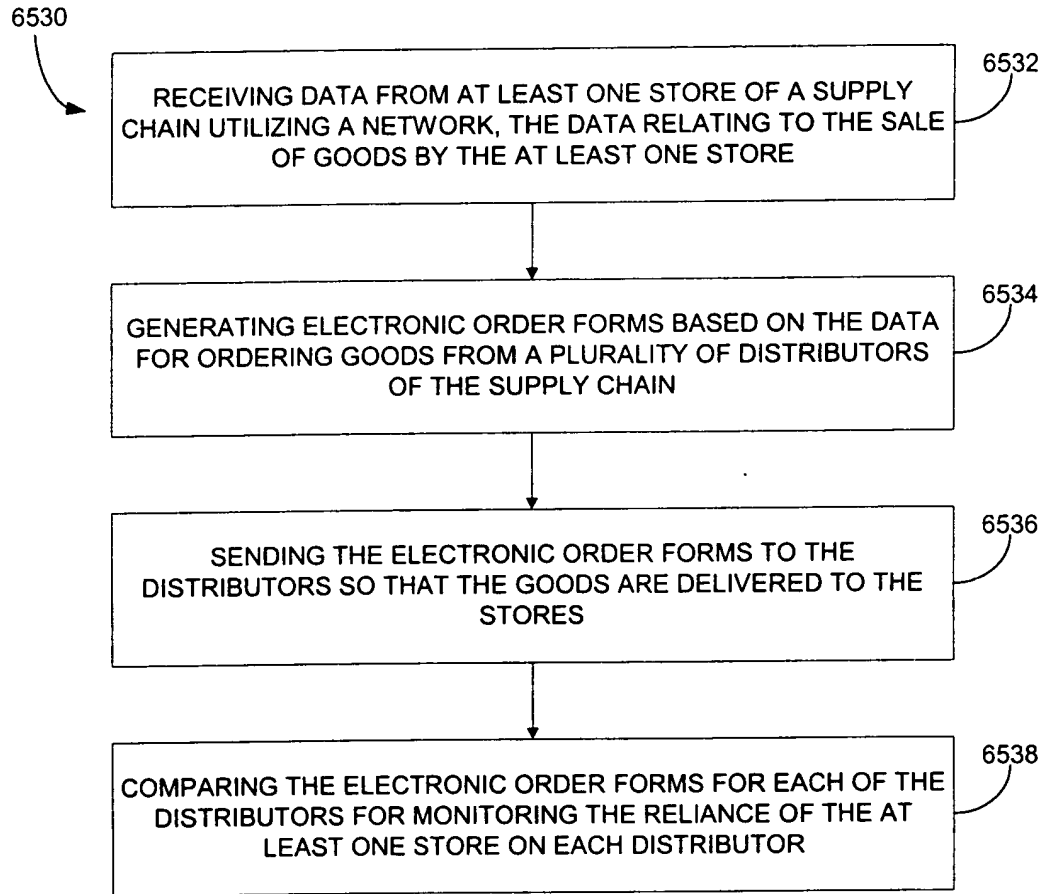 6530
6532
RECEIVING DATA FROM AT LEAST ONE STORE OF A SUPPLY
CHAIN UTILIZING A NETWORK, THE DATA RELATING TO THE SALE
OF GOODS BY THE AT LEAST ONE STORE
6534
GENERATING ELECTRONIC ORDER FORMS BASED ON THE DATA
FOR ORDERING GOODS FROM A PLURALITY OF DISTRIBUTORS
OF THE SUPPLY CHAIN
6536
SENDING THE ELECTRONIC ORDER FORMS TO THE
DISTRIBUTORS SO THAT THE GOODS ARE DELIVERED TO THE
STORES
6538
COMPARING THE ELECTRONIC ORDER FORMS FOR EACH OF THE
DISTRIBUTORS FOR MONITORING THE RELIANCE OF THE AT
LEAST ONE STORE ON EACH DISTRIBUTOR